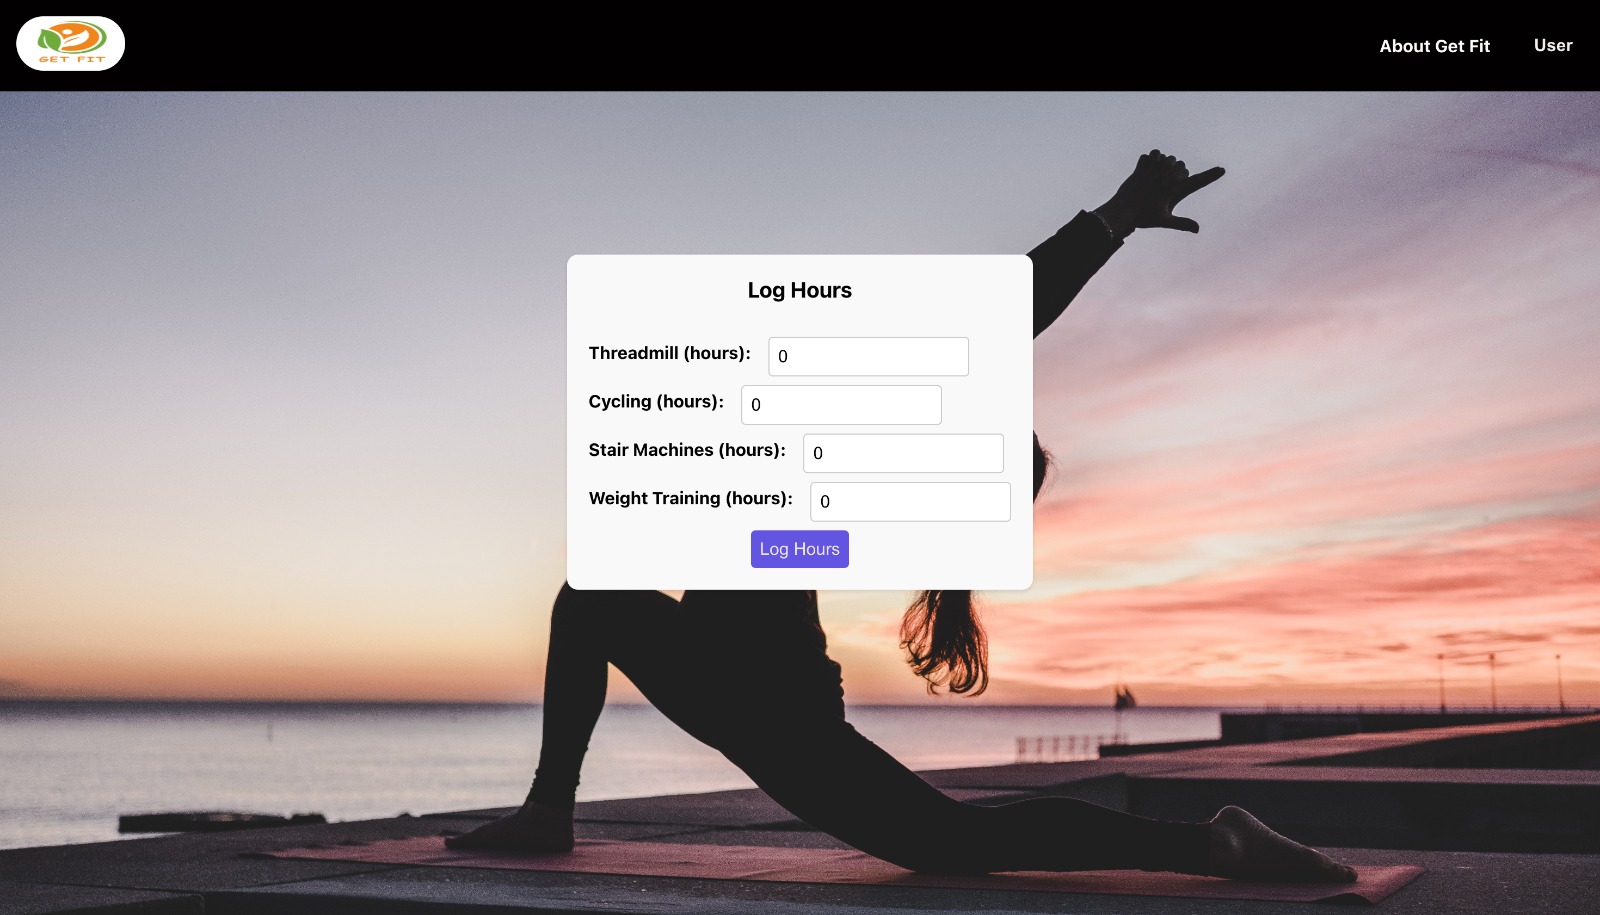 GET FIT
About Get Fit
User
Log Hours
Threadmill (hours): 0
Cycling (hours): 0
Stair Machines (hours): 0
Weight Training (hours): 0
Log Hours